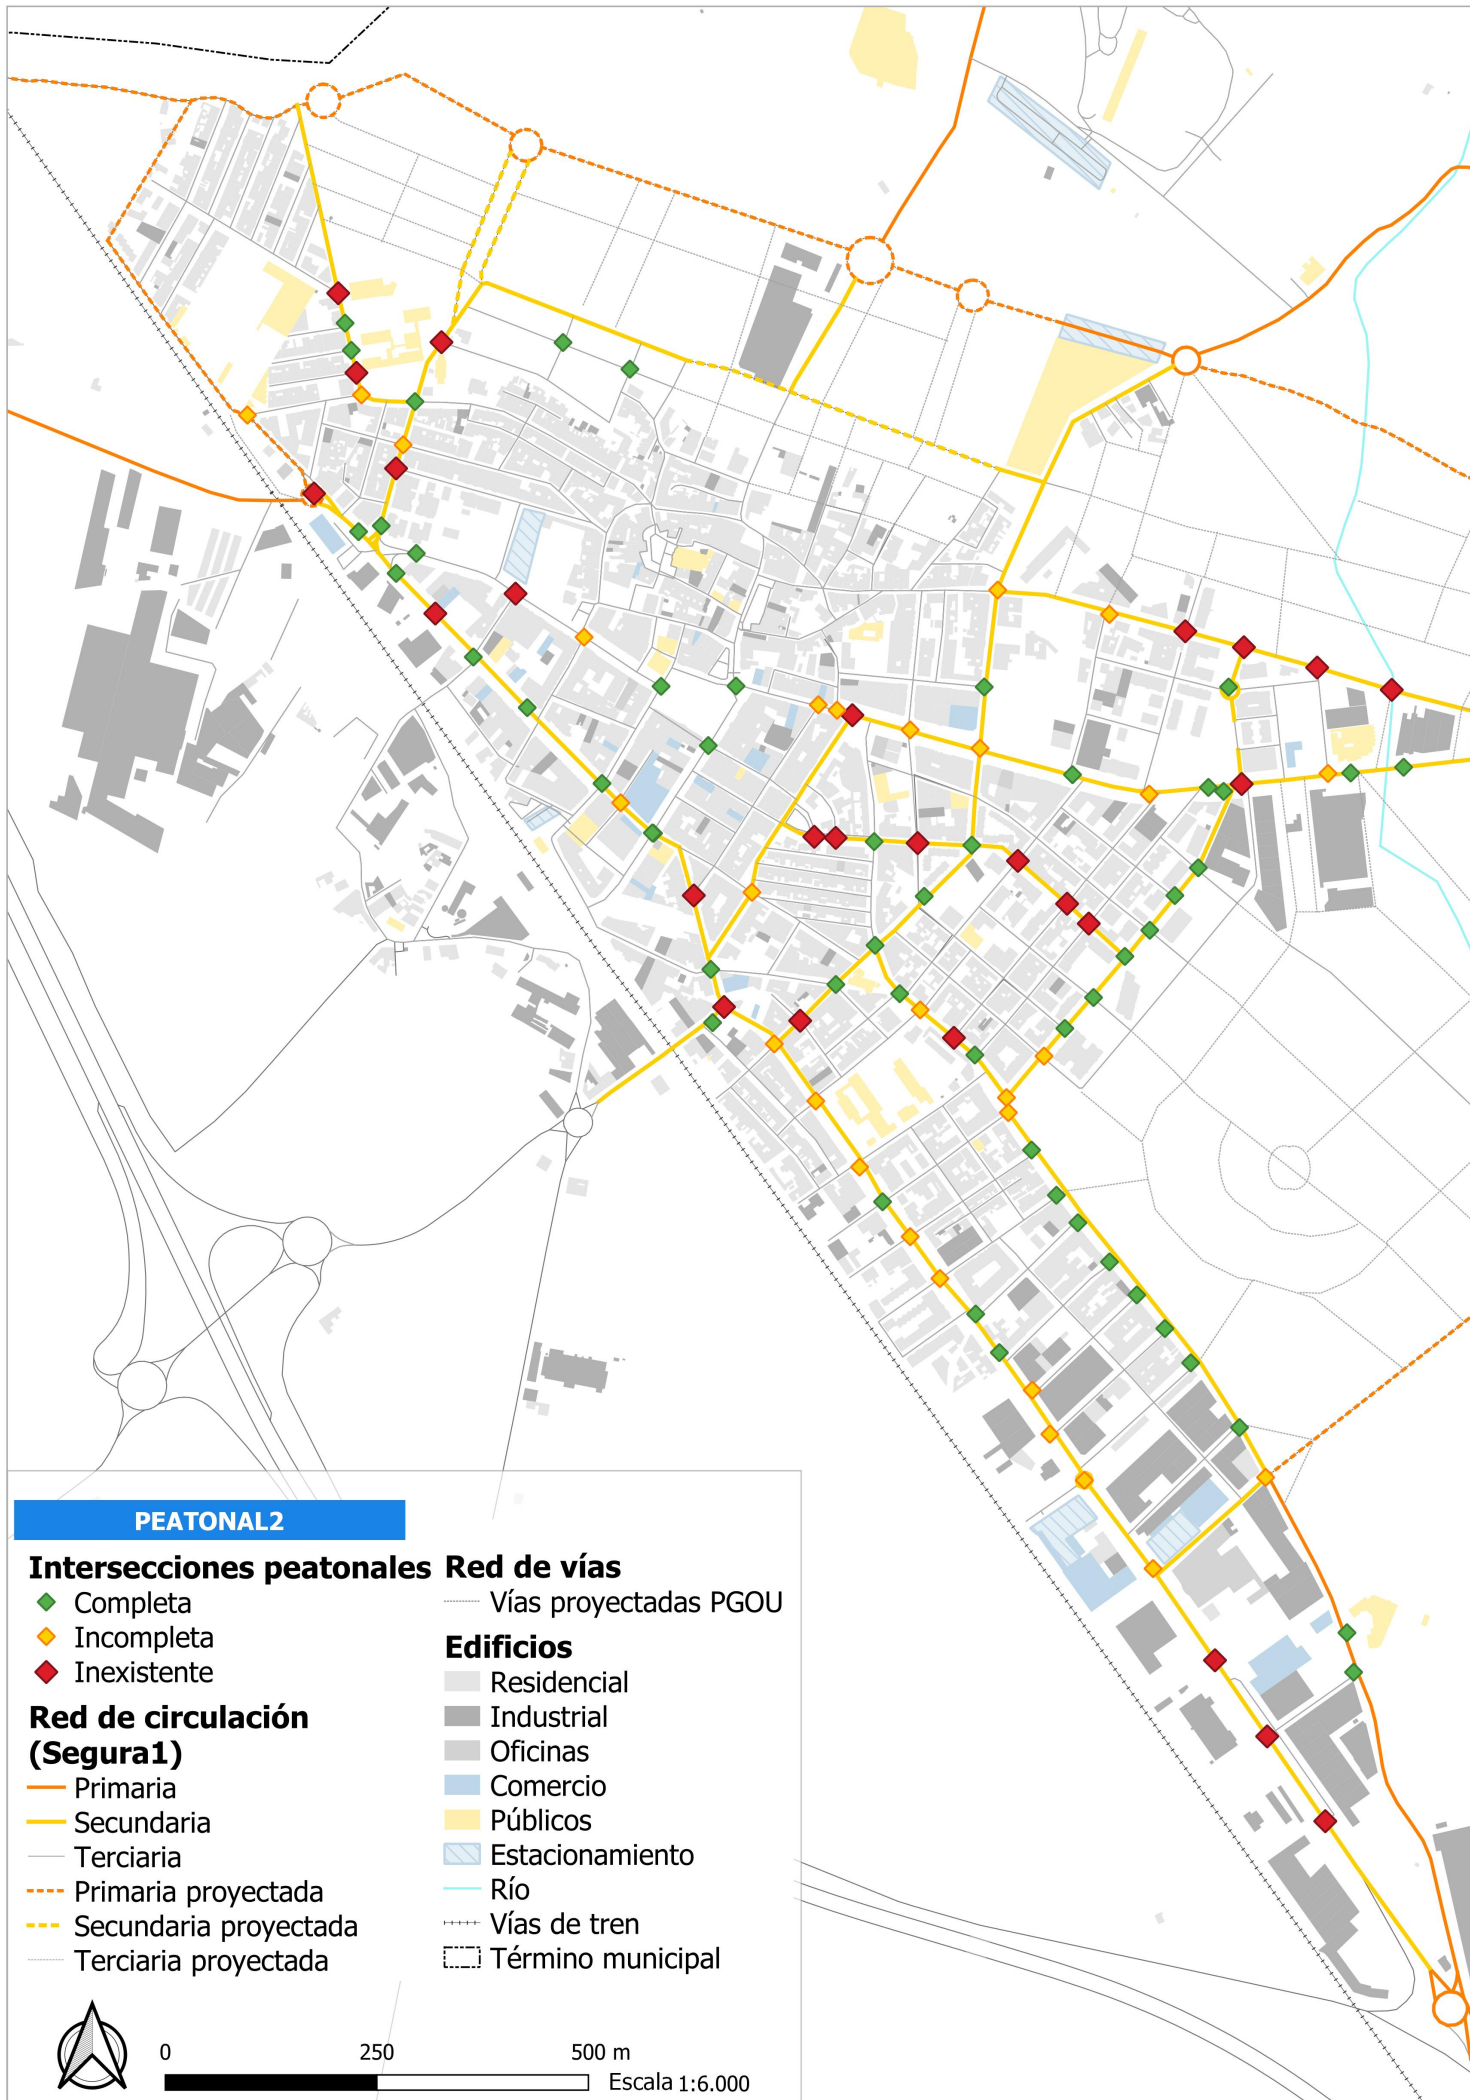 PEATONAL2
Intersecciones peatonales
Completa
Incompleta
Inexistente
Red de circulación
(Segura1)
Primaria
Secundaria
Terciaria
Primaria proyectada
Secundaria proyectada
Terciaria proyectada
Red de vías
Vías proyectadas PGOU
Edificios
Residencial
Industrial
Oficinas
Comercio
Públicos
Estacionamiento
Río
Vías de tren
Término municipal
0 250 500 m
Escala 1:6.000